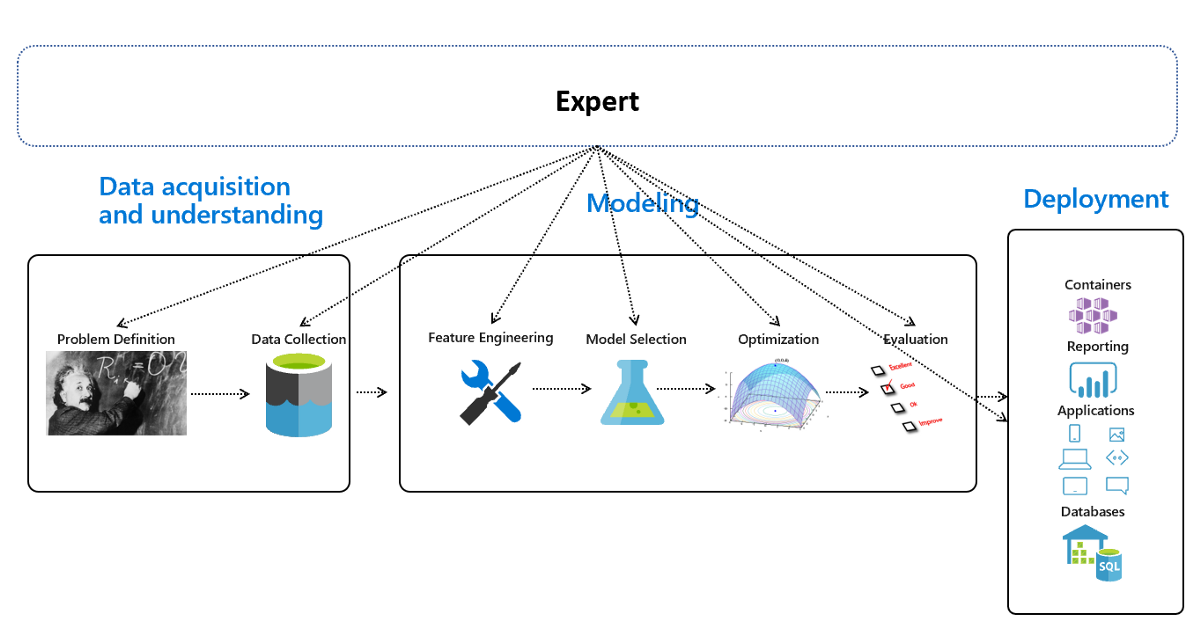 Expert
Data acquisition
and understanding
Modeling
Deployment
Problem Definition
Data Collection
Feature Engineering
Model Selection
Optimization
Evaluation
Excellent
Good
Ok
Improve
Containers
Reporting
Applications
Databases
SQL